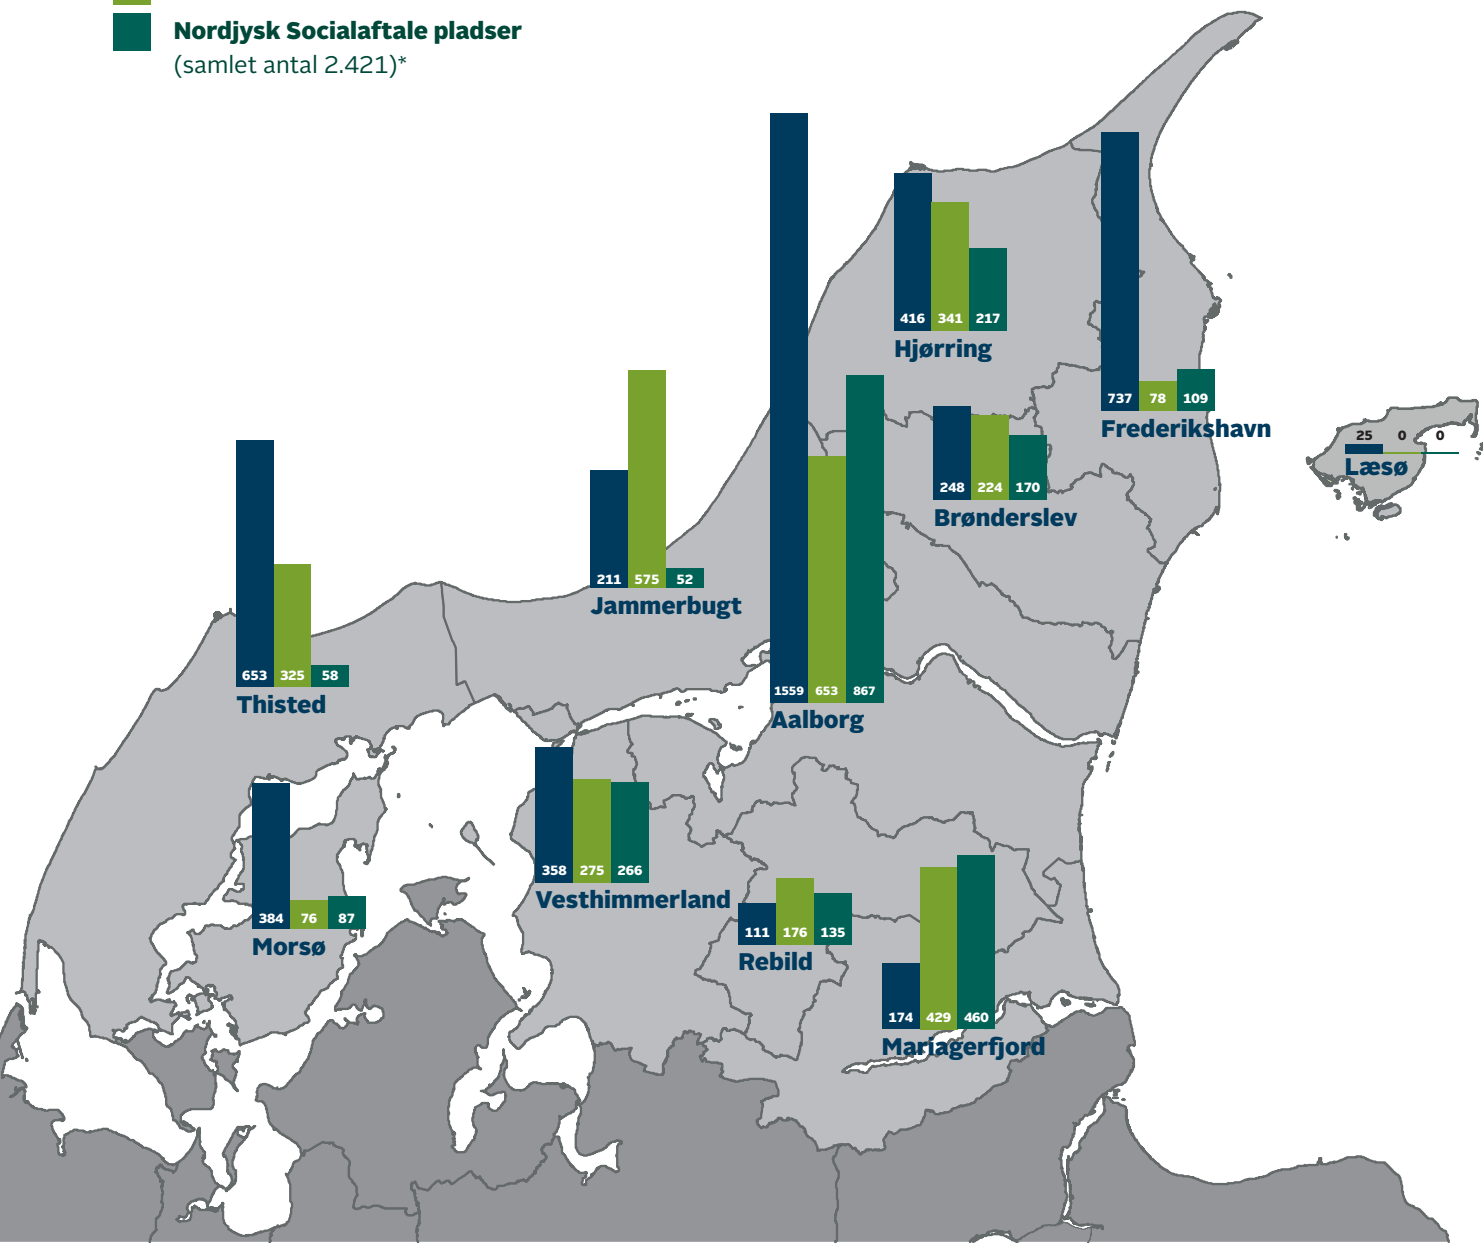 Nordjysk Socialaftale pladser
(samlet antal 2.421)*
416 341 217
Hjørring
737 78 109
Frederikshavn
25 0 0
Læsø
248 224 170
Brønderslev
211 575 52
Jammerbugt
653 325 58
Thisted
1559 653 867
Aalborg
358 275 266
Vesthimmerland
384 76 87
Morsø
111 176 135
Rebild
174 429 460
Mariagerfjord